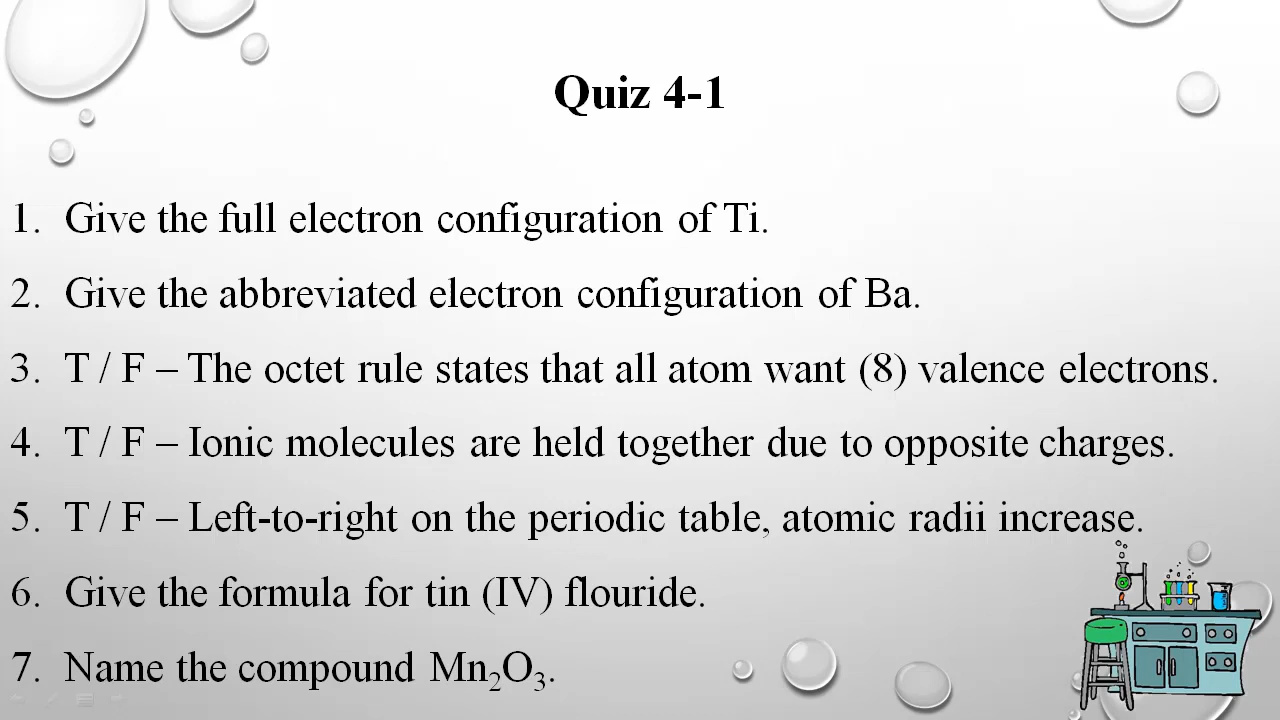 Quiz 4-1
1. Give the full electron configuration of Ti.
2. Give the abbreviated electron configuration of Ba.
3. T / F – The octet rule states that all atom want (8) valence electrons.
4. T / F – Ionic molecules are held together due to opposite charges.
5. T / F – Left-to-right on the periodic table, atomic radii increase.
6. Give the formula for tin (IV) flouride.
7. Name the compound Mn₂O₃.